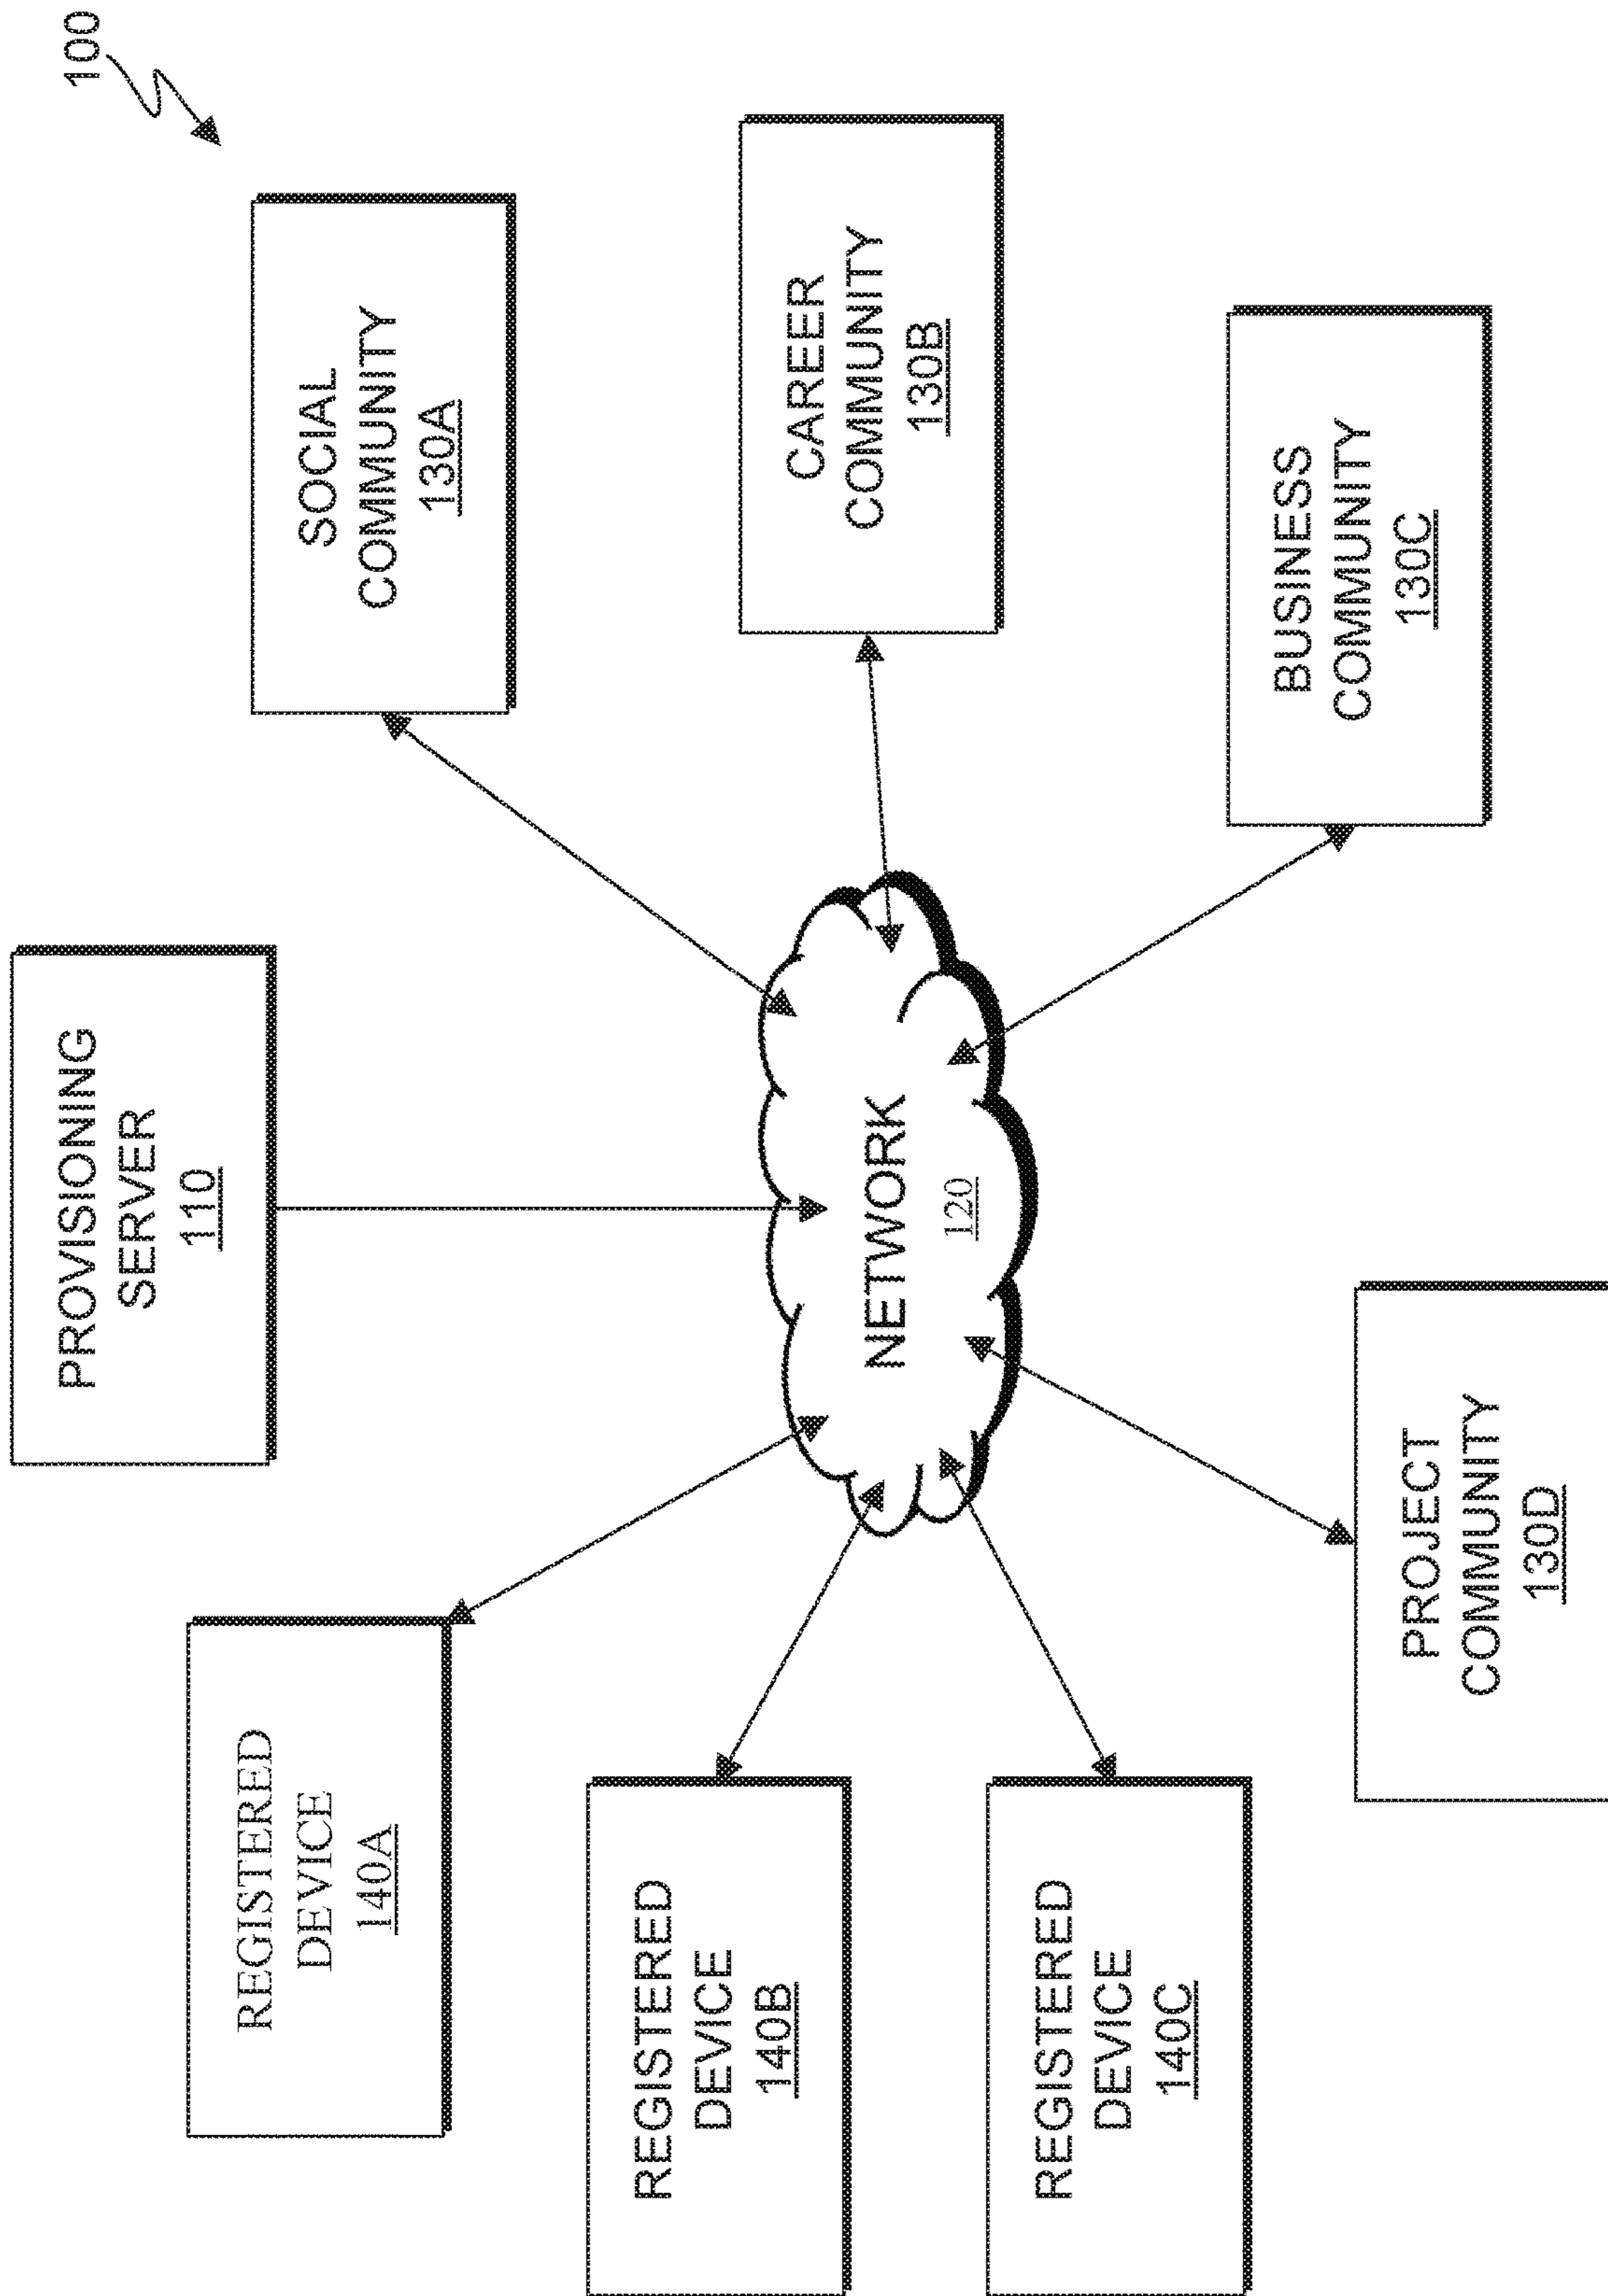 100
PROVISIONING
SERVER
110
REGISTERED
DEVICE
140A
SOCIAL
COMMUNITY
130A
REGISTERED
DEVICE
140B
NETWORK
120
CAREER
COMMUNITY
130B
REGISTERED
DEVICE
140C
BUSINESS
COMMUNITY
130C
PROJECT
COMMUNITY
130D